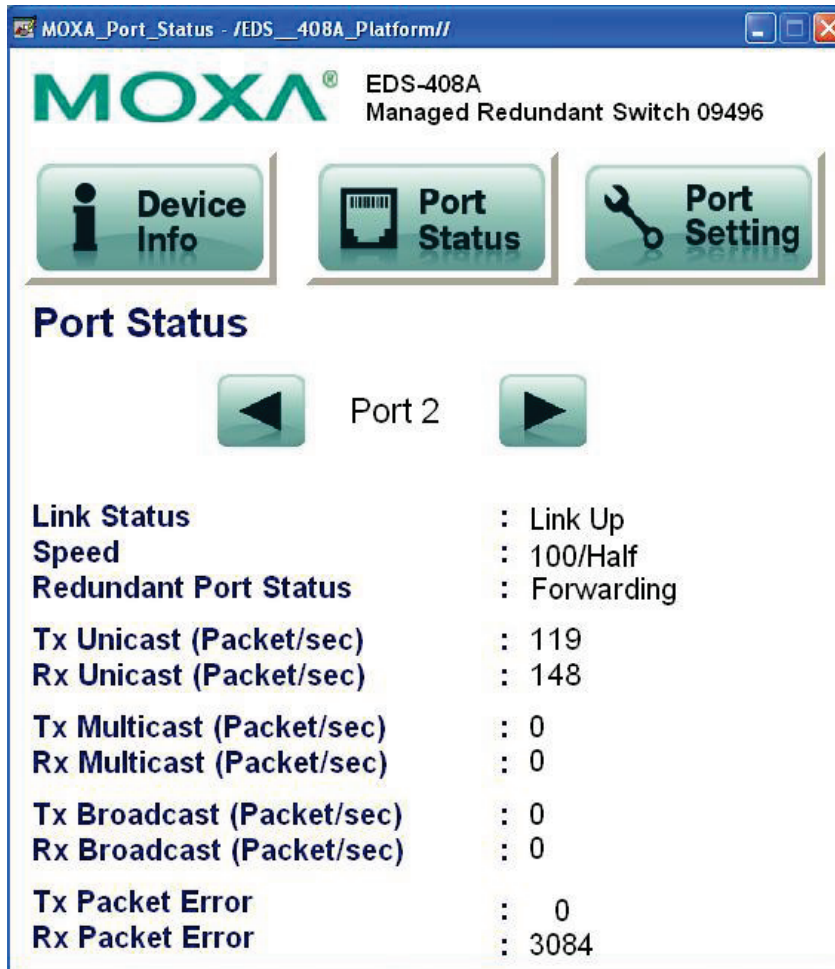 MOXA_Port_Status - /EDS__408A_Platform//
MOXA®
EDS-408A
Managed Redundant Switch 09496
Device
Info
Port
Status
Port
Setting
Port Status
Port 2
Link Status : Link Up
Speed : 100/Half
Redundant Port Status : Forwarding
Tx Unicast (Packet/sec) : 119
Rx Unicast (Packet/sec) : 148
Tx Multicast (Packet/sec) : 0
Rx Multicast (Packet/sec) : 0
Tx Broadcast (Packet/sec) : 0
Rx Broadcast (Packet/sec) : 0
Tx Packet Error : 0
Rx Packet Error : 3084